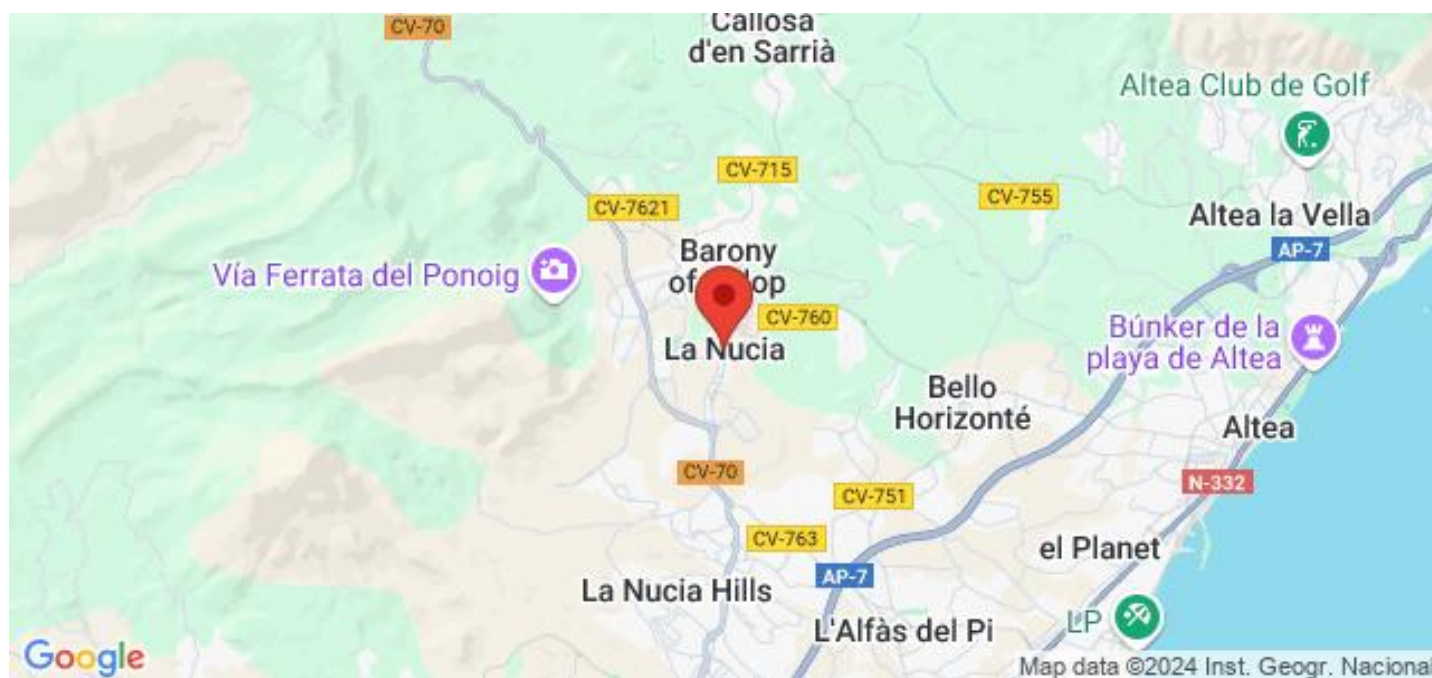 CV-70
Callosa
d'en Sarrià
Altea Club de Golf
CV-715
CV-755
CV-7621
Altea la Vella
AP-7
Barony
of
Vía Ferrata del Ponoig
CV-760
La Nucia
Búnker de la
playa de Altea
Bello
Horizonté
Altea
CV-70
N-332
CV-751
CV-763
el Planet
AP-7
La Nucia Hills
L'Alfàs del Pi
LP
Google
Map data ©2024 Inst. Geogr. Nacional